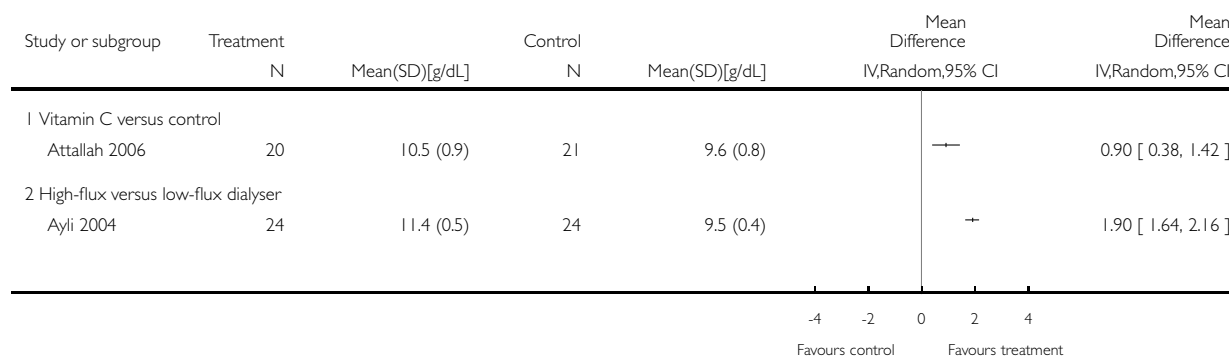 Mean Mean
Study or subgroup Treatment Control Difference Difference
N Mean(SD)[g/dL] N Mean(SD)[g/dL] IV,Random,95% CI IV,Random,95% CI
1 Vitamin C versus control
Attallah 2006 20 10.5 (0.9) 21 9.6 (0.8) 0.90 [ 0.38, 1.42 ]
2 High-flux versus low-flux dialyser
Ayli 2004 24 11.4 (0.5) 24 9.5 (0.4) 1.90 [ 1.64, 2.16 ]
-4 -2 0 2 4
Favours control Favours treatment